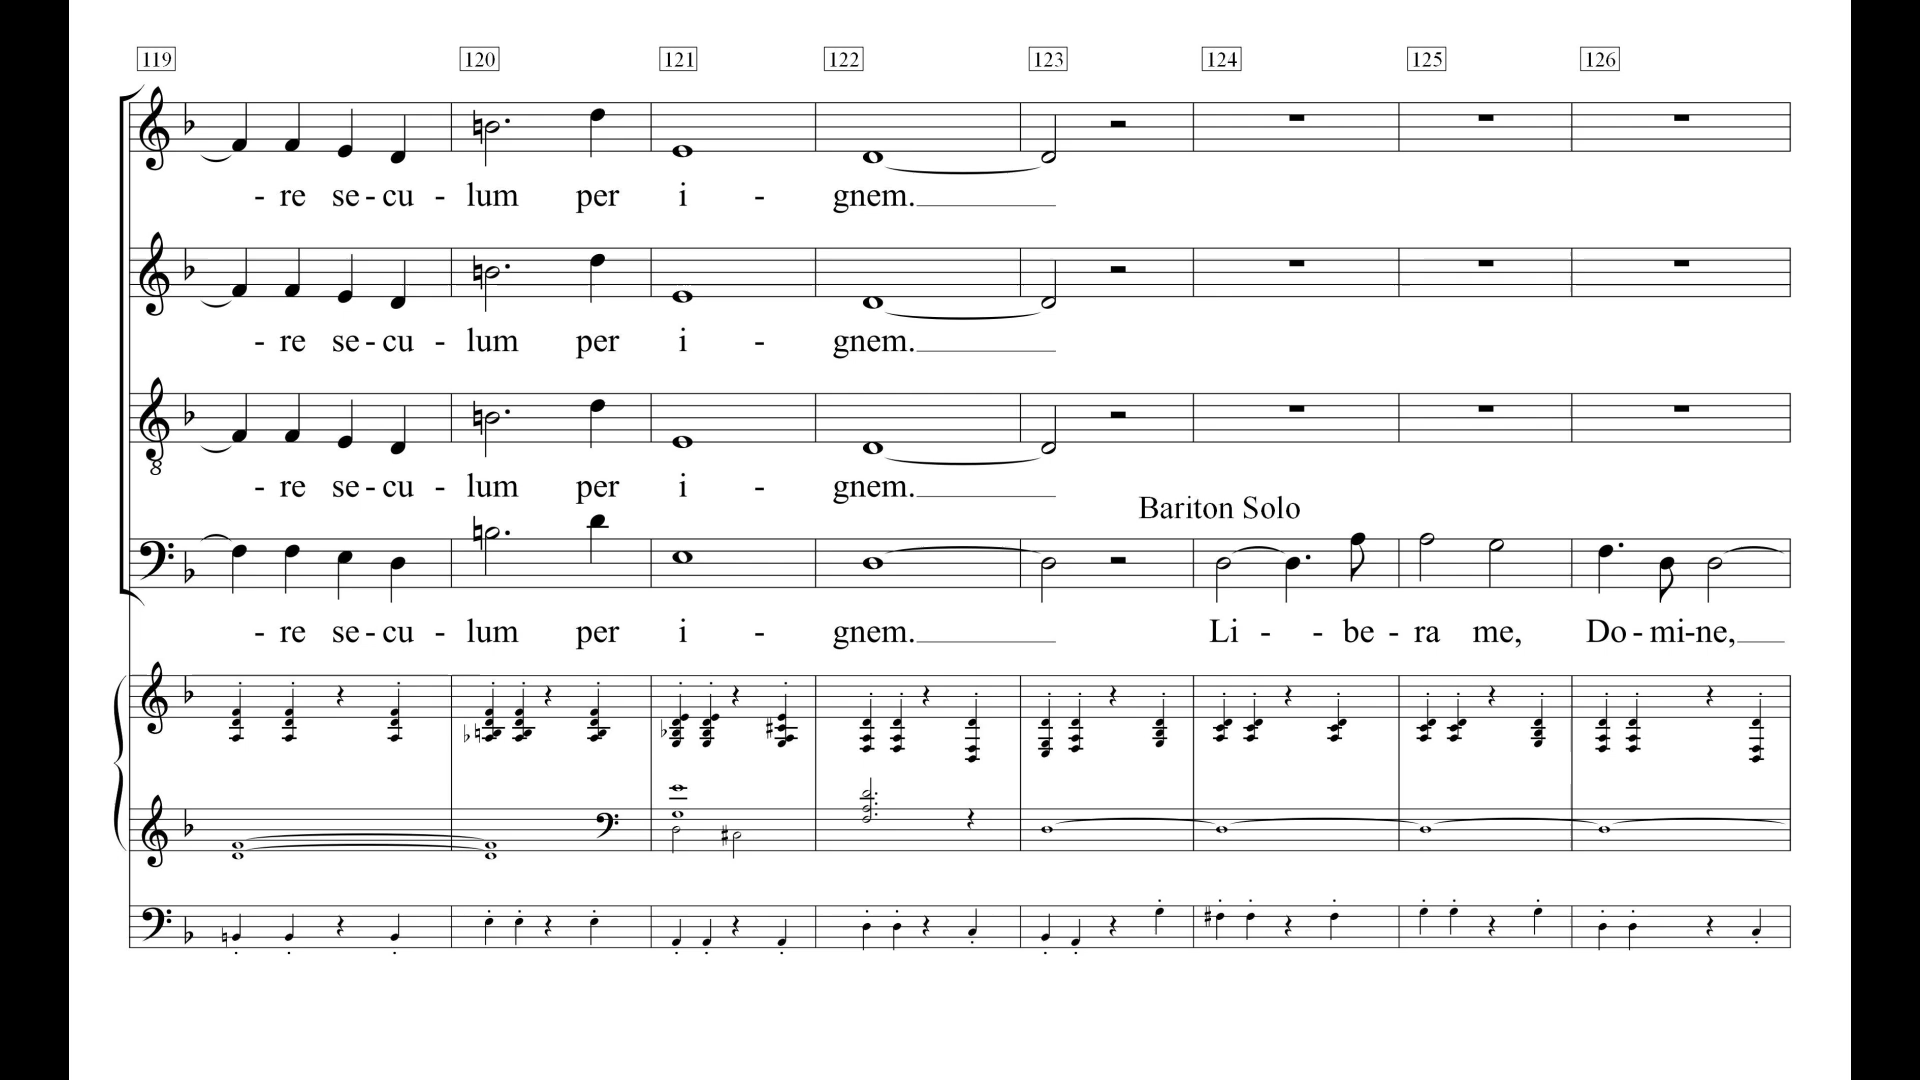 119 120 121 122 123 124 125 126
- re se - cu - lum per i - gnem.
- re se - cu - lum per i - gnem.
8
- re se - cu - lum per i - gnem.
Bariton Solo
- re se - cu - lum per i - gnem. Li - - be - ra me, Do - mi - ne,